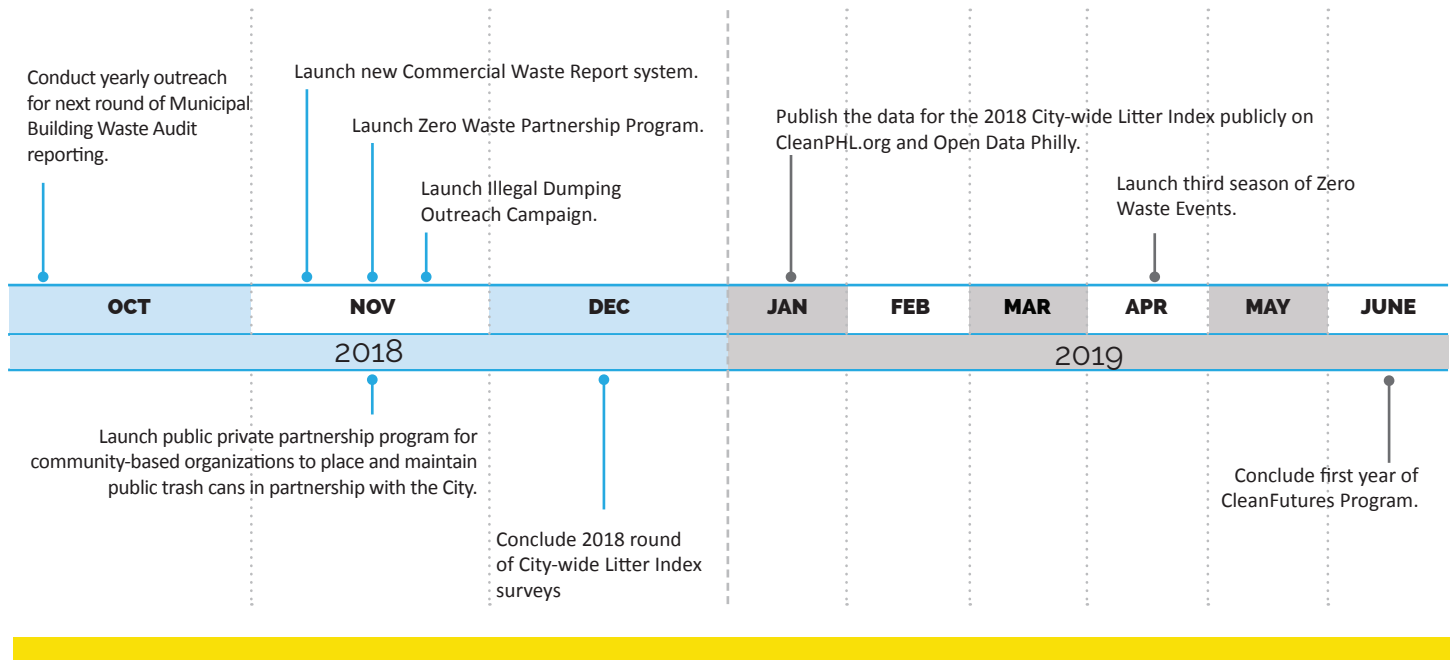 Conduct yearly outreach
for next round of Municipal
Building Waste Audit
reporting.
Launch new Commercial Waste Report system.
Launch Zero Waste Partnership Program.
Launch Illegal Dumping
Outreach Campaign.
Publish the data for the 2018 City-wide Litter Index publicly on
CleanPHL.org and Open Data Philly.
Launch third season of Zero
Waste Events.
OCT NOV DEC JAN FEB MAR APR MAY JUNE
2018 2019
Launch public private partnership program for
community-based organizations to place and maintain
public trash cans in partnership with the City.
Conclude 2018 round
of City-wide Litter Index
surveys
Conclude first year of
CleanFutures Program.